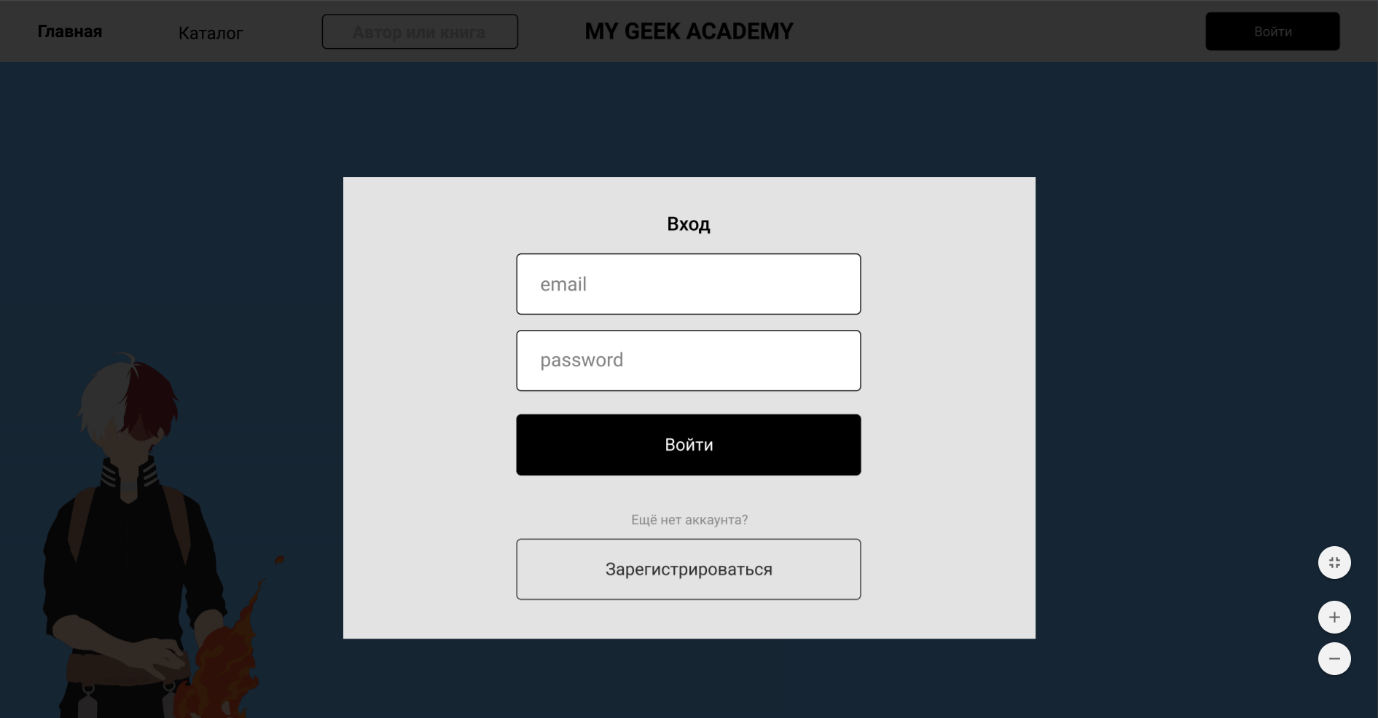 Главная
Каталог
Автор или книга
MY GEEK ACADEMY
Войти
Вход
email
password
Войти
Ещё нет аккаунта?
Зарегистрироваться